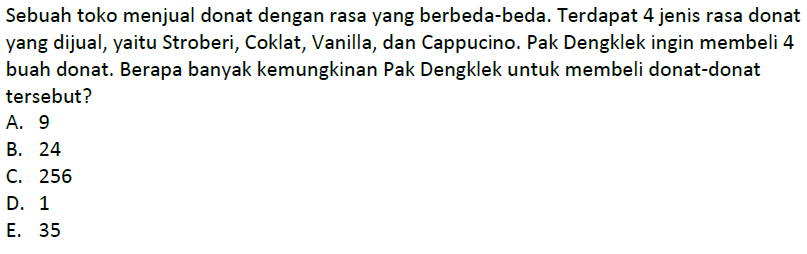 Sebuah toko menjual donat dengan rasa yang berbeda-beda. Terdapat 4 jenis rasa donat
yang dijual, yaitu Stroberi, Coklat, Vanilla, dan Cappucino. Pak Dengklek ingin membeli 4
buah donat. Berapa banyak kemungkinan Pak Dengklek untuk membeli donat-donat
tersebut?
A. 9
B. 24
C. 256
D. 1
E. 35